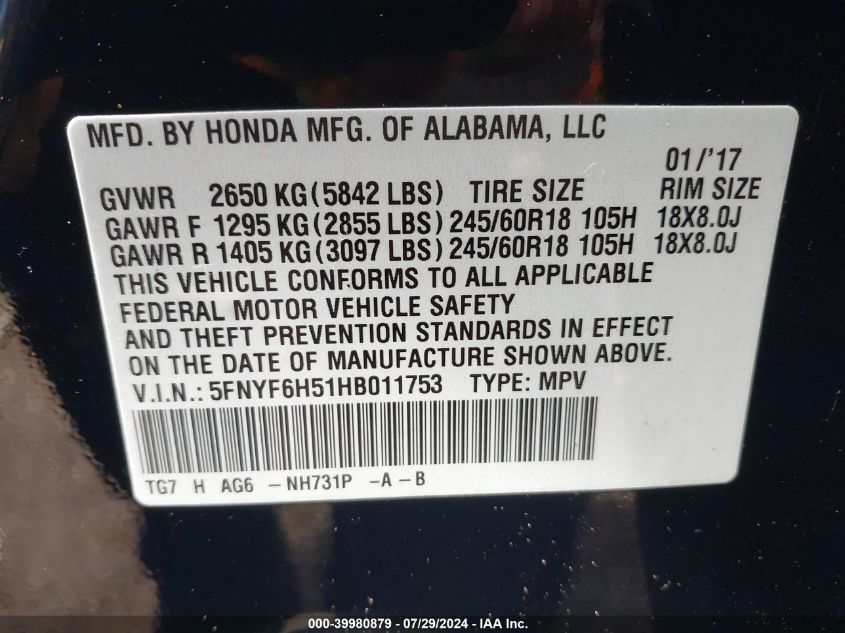 MFD. BY HONDA MFG. OF ALABAMA, LLC
01/'17
GVWR 2650 KG(5842 LBS) TIRE SIZE RIM SIZE
GAWR F 1295 KG(2855 LBS) 245/60R18 105H 18X8.0J
GAWR R 1405 KG(3097 LBS) 245/60R18 105H 18X8.0J
THIS VEHICLE CONFORMS TO ALL APPLICABLE
FEDERAL MOTOR VEHICLE SAFETY
AND THEFT PREVENTION STANDARDS IN EFFECT
ON THE DATE OF MANUFACTURE SHOWN ABOVE.
V.I.N.: 5FNYF6H51HB011753 TYPE: MPV
TG7 H AG6 -NH731P -A-B
000-39980879 - 07/29/2024 - IAA Inc.